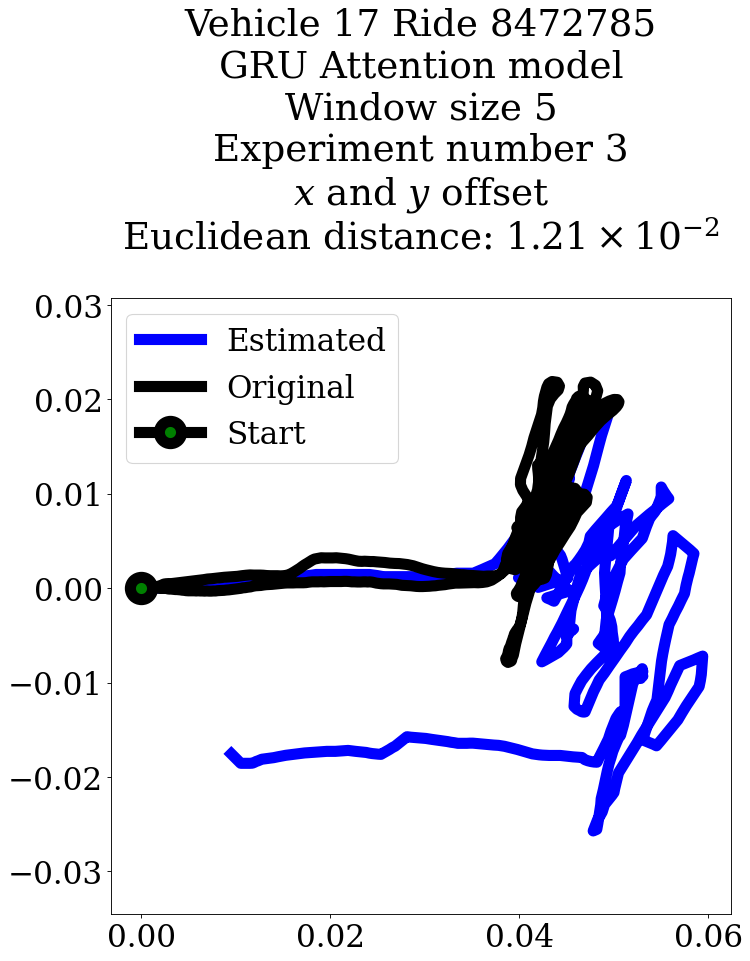 Vehicle 17 Ride 8472785
GRU Attention model
Window size 5
Experiment number 3
x and y offset
Euclidean distance: 1.21 × 10⁻²
Estimated
Original
Start
0.03
0.02
0.01
0.00
−0.01
−0.02
−0.03
0.00 0.02 0.04 0.06